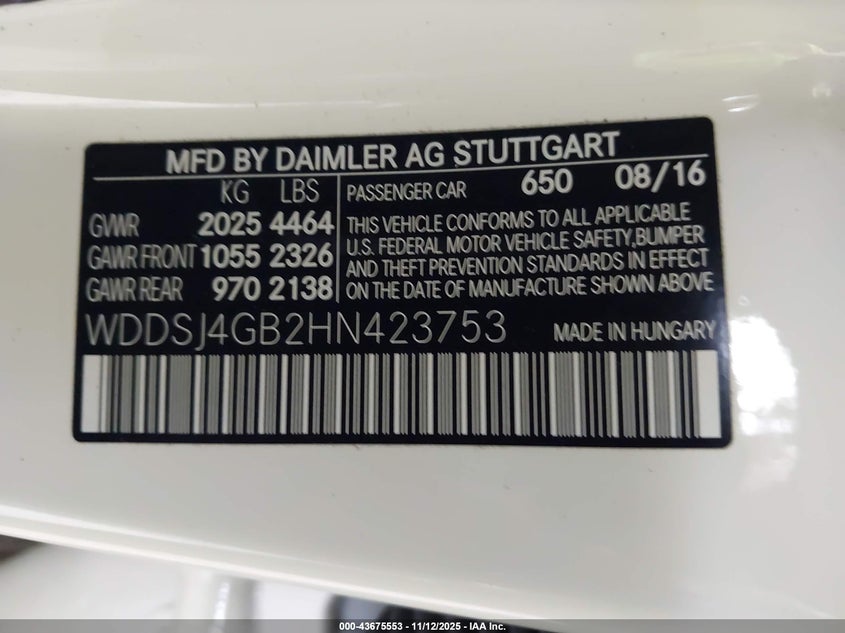 MFD BY DAIMLER AG STUTTGART
KG LBS
GVWR 2025 4464
GAWR FRONT 1055 2326
GAWR REAR 970 2138
PASSENGER CAR 650 08/16
THIS VEHICLE CONFORMS TO ALL APPLICABLE
U.S. FEDERAL MOTOR VEHICLE SAFETY,BUMPER
AND THEFT PREVENTION STANDARDS IN EFFECT
ON THE DATE OF MANUFACTURE SHOWN ABOVE
WDDSJ4GB2HN423753 MADE IN HUNGARY
000-43675553 - 11/12/2025 - IAA Inc.